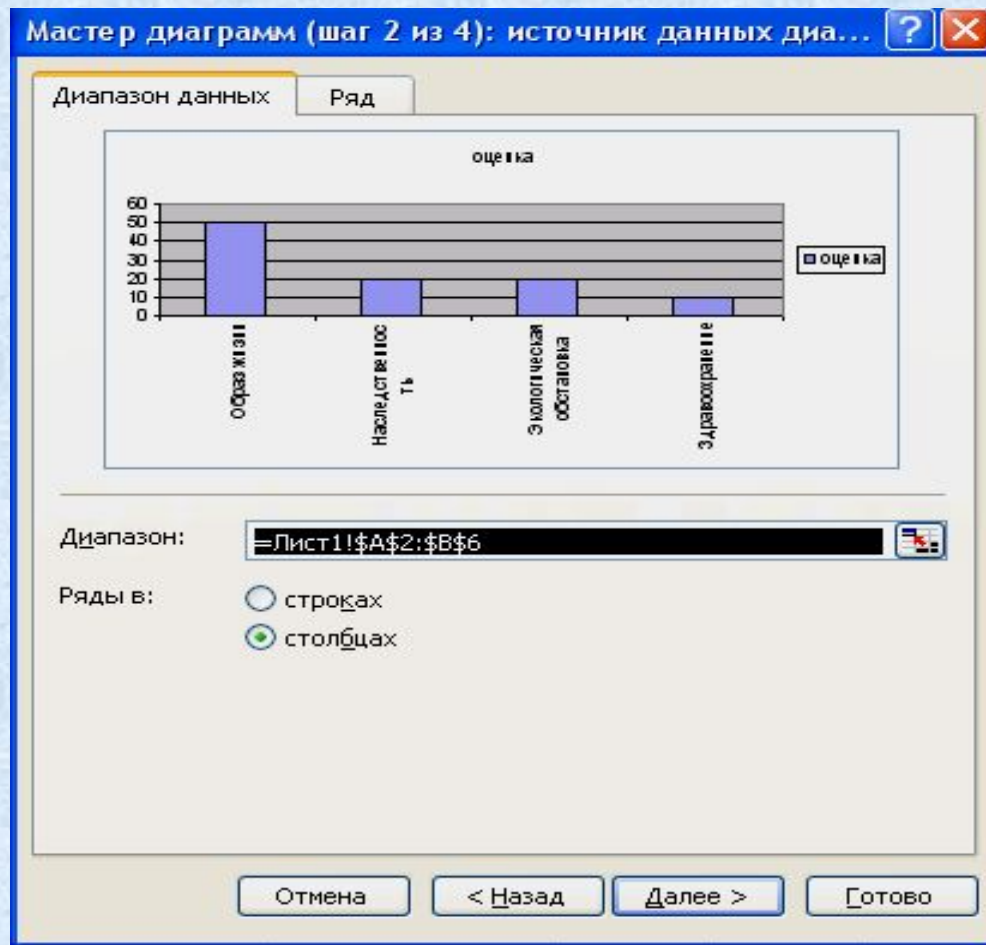 Мастер диаграмм (шаг 2 из 4): источник данных диа...
Диапазон данных
Ряд
оценка
60
50
40
30
20
10
0
оценка
Образ жизни
Наследственнос
ть
Экологическая
обстановка
Здравоохранение
Диапазон:
=Лист1!$A$2:$B$6
Ряды в:
строках
столбцах
Отмена
< Назад
Далее >
Готово